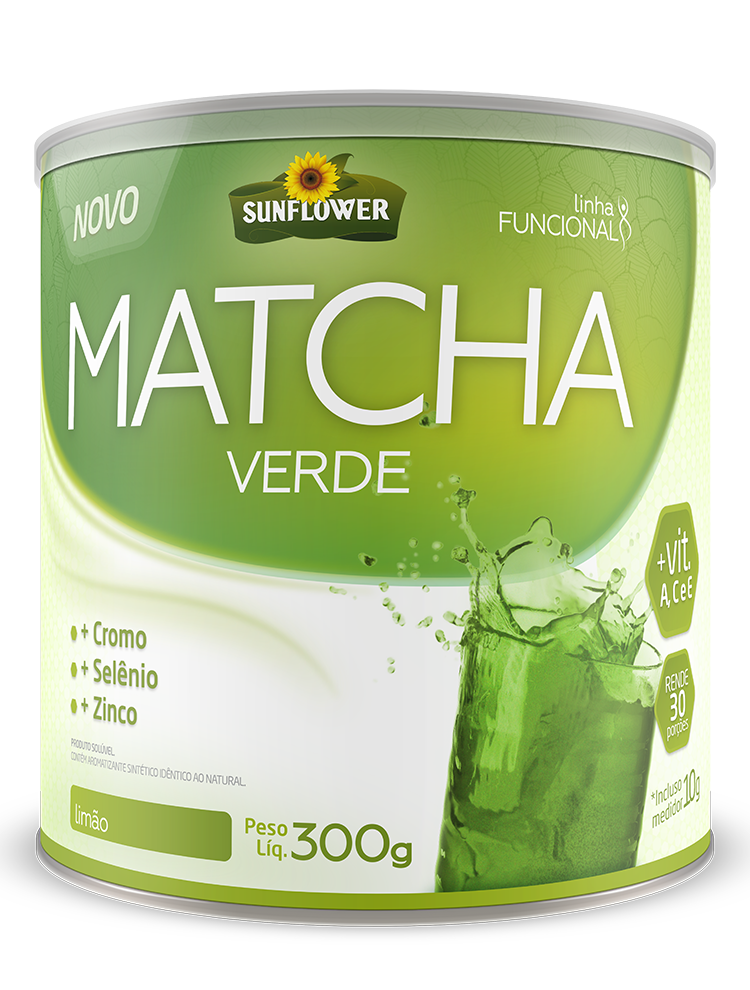 NOVO
SUNFLOWER
linha
FUNCIONAL
MATCHA
VERDE
+vit.
A, C e E
• + Cromo
• + Selênio
• + Zinco
RENDE
30
porções
PRODUTO SOLÚVEL.
CONTÉM AROMATIZANTE SINTÉTICO IDÊNTICO AO NATURAL.
*Incluso
medidor 10g
limão
Peso
Líq. 300g